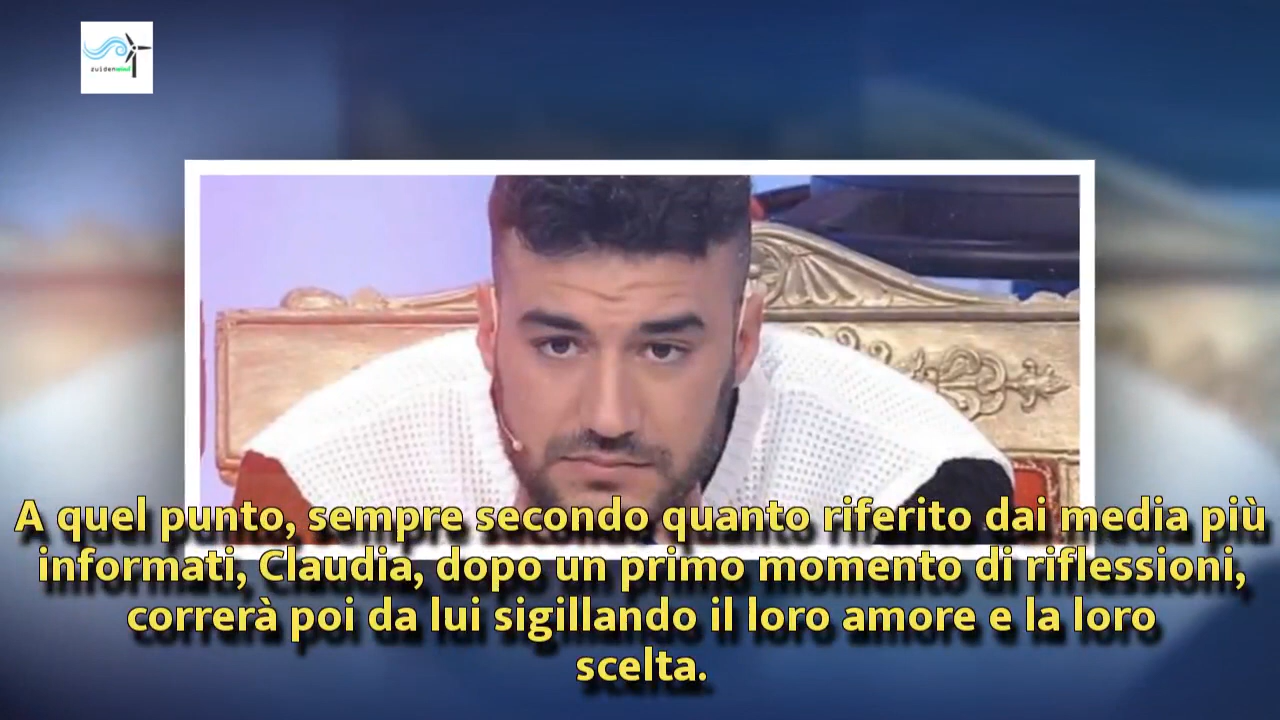 zuidenwind
A quel punto, sempre secondo quanto riferito dai media più
informati, Claudia, dopo un primo momento di riflessioni,
correrà poi da lui sigillando il loro amore e la loro
scelta.